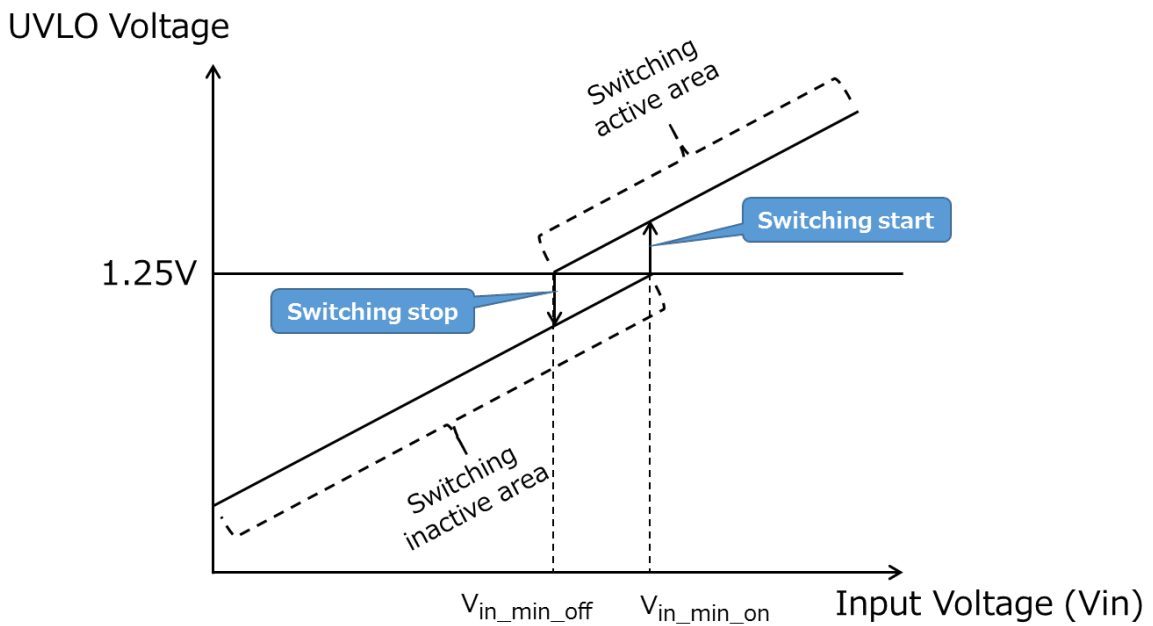 UVLO Voltage
Switching
active area
Switching start
1.25V
Switching stop
Switching
inactive area
Vin_min_off
Vin_min_on
Input Voltage (Vin)